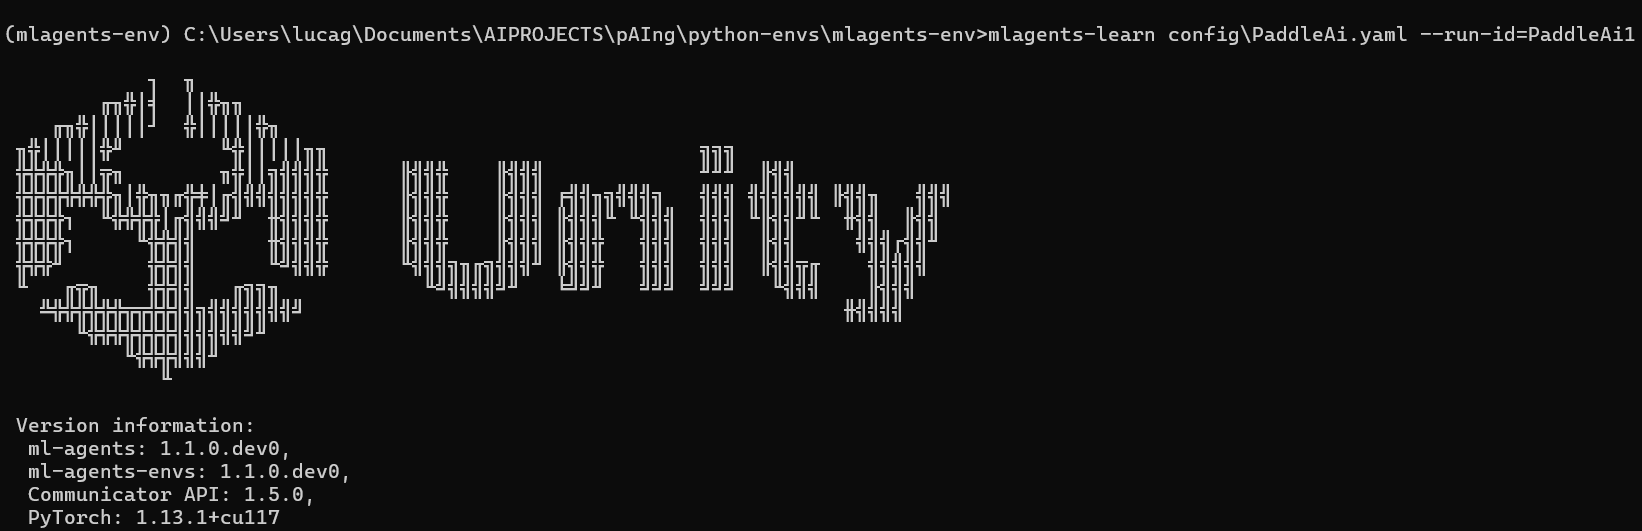 (mlagents-env) C:\Users\lucag\Documents\AIPROJECTS\pAIng\python-envs\mlagents-env>mlagents-learn config\PaddleAi.yaml --run-id=PaddleAi1
Unity
Version information:
ml-agents: 1.1.0.dev0,
ml-agents-envs: 1.1.0.dev0,
Communicator API: 1.5.0,
PyTorch: 1.13.1+cu117